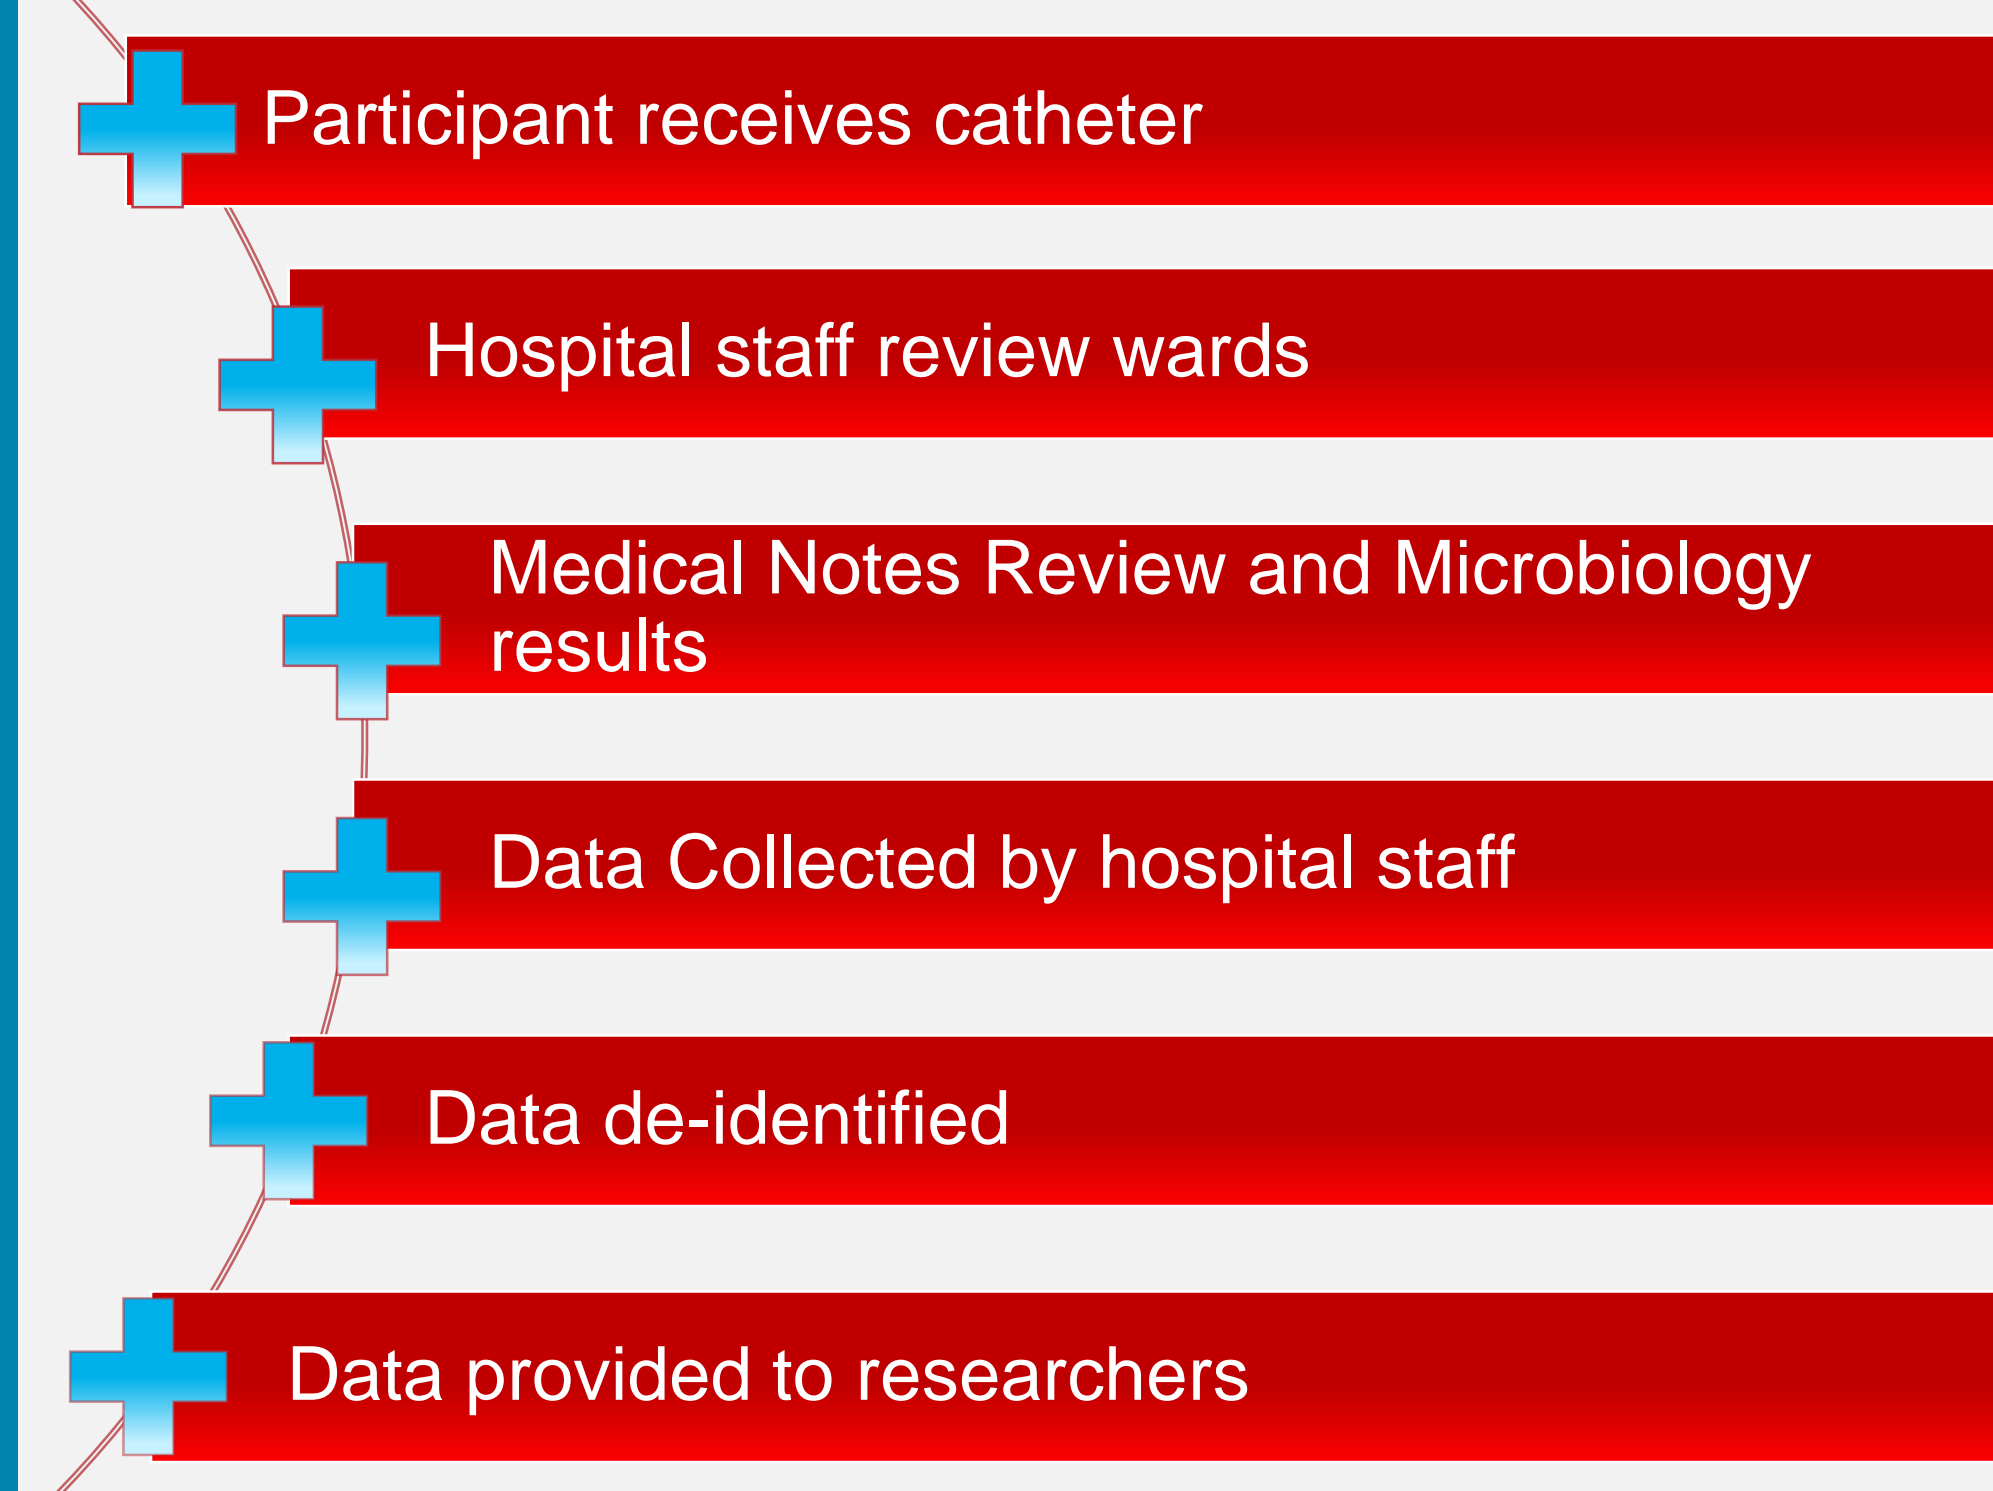 Participant receives catheter
Hospital staff review wards
Medical Notes Review and Microbiology
results
Data Collected by hospital staff
Data de-identified
Data provided to researchers